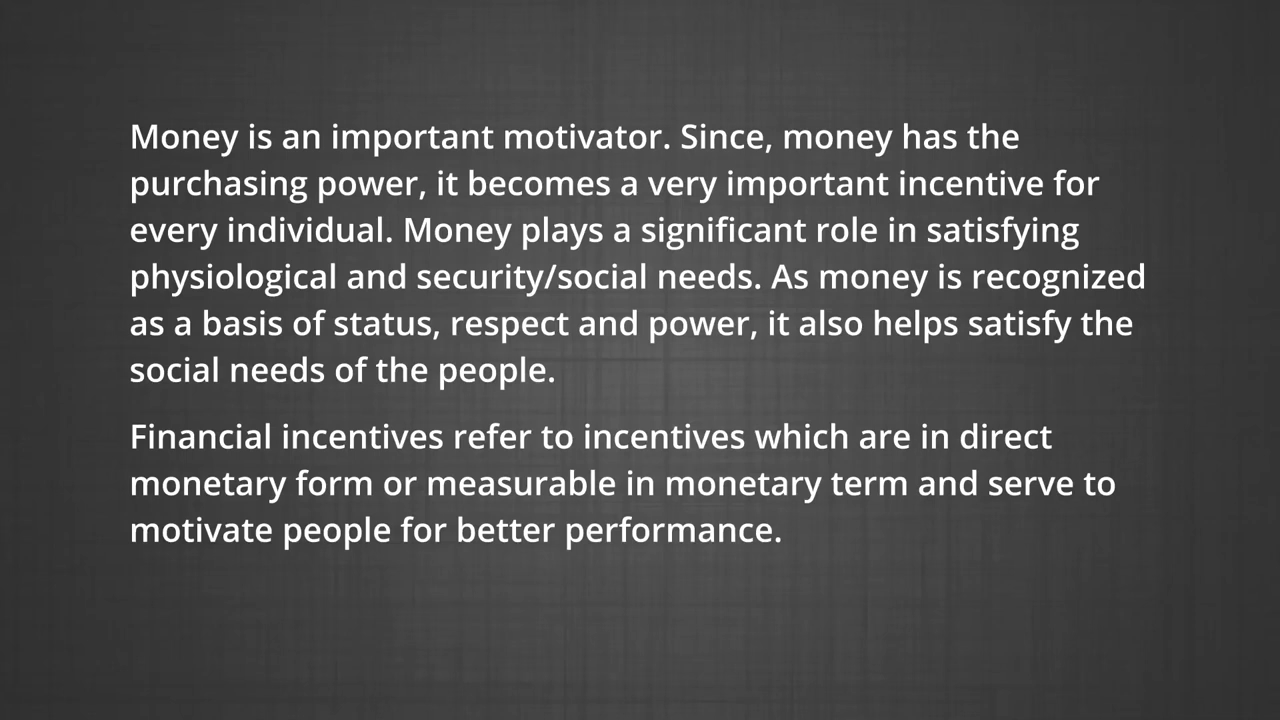 Money is an important motivator. Since, money has the
purchasing power, it becomes a very important incentive for
every individual. Money plays a significant role in satisfying
physiological and security/social needs. As money is recognized
as a basis of status, respect and power, it also helps satisfy the
social needs of the people.
Financial incentives refer to incentives which are in direct
monetary form or measurable in monetary term and serve to
motivate people for better performance.